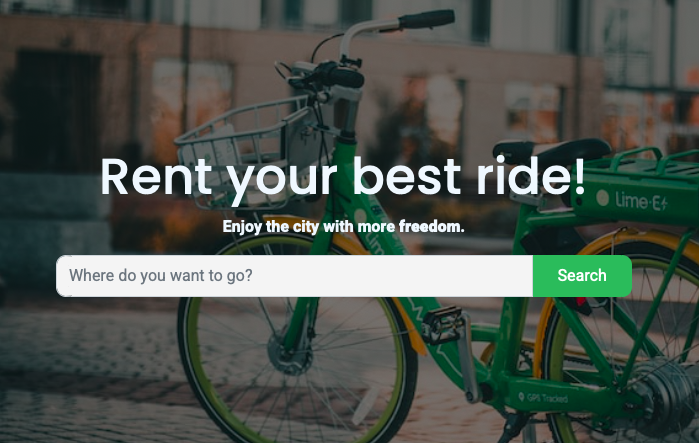 Rent your best ride!
Enjoy the city with more freedom.
Where do you want to go?
Search
Lime-E
GPS Tracked